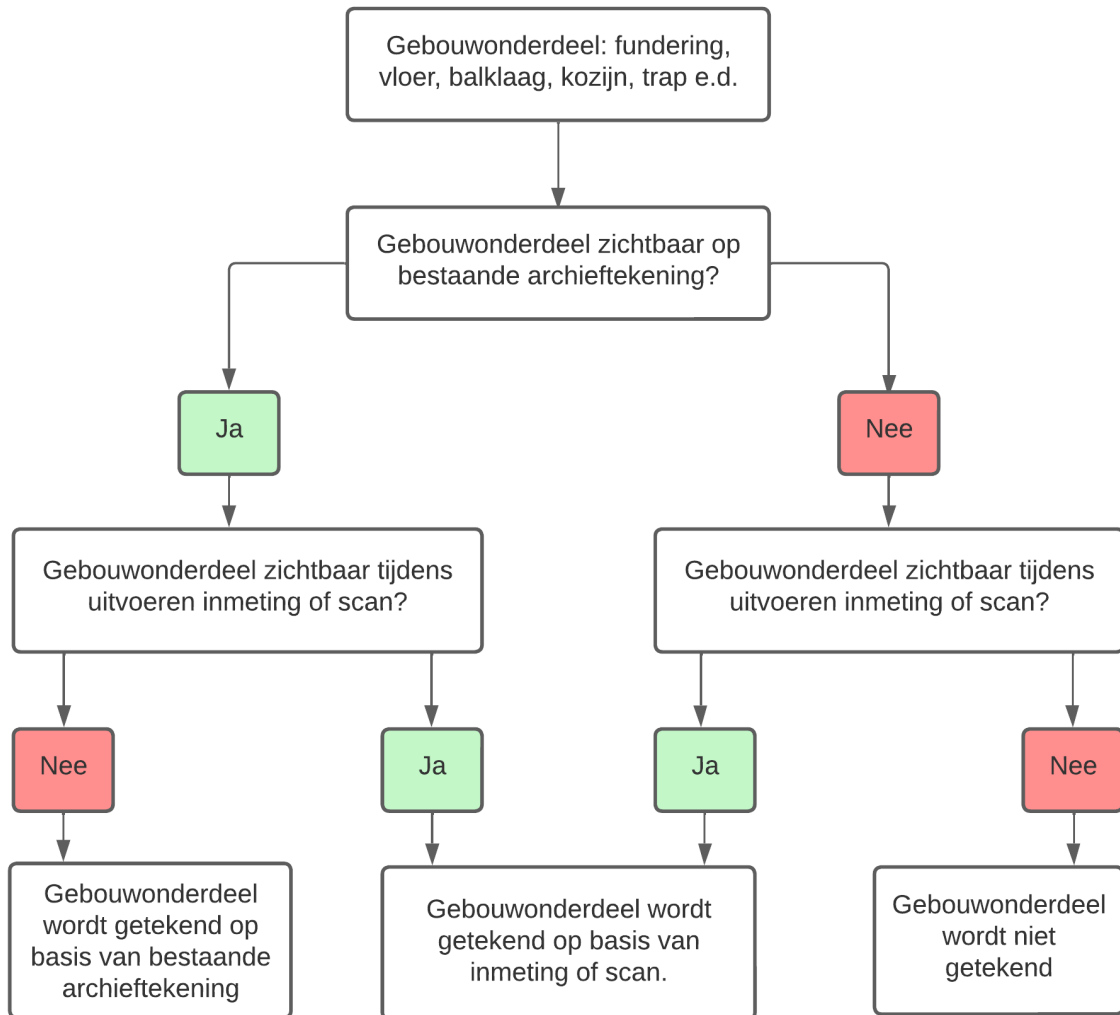 Gebouwonderdeel: fundering,
vloer, balklaag, kozijn, trap e.d.
Gebouwonderdeel zichtbaar op
bestaande archieftekening?
Ja
Nee
Gebouwonderdeel zichtbaar tijdens
uitvoeren inmeting of scan?
Gebouwonderdeel zichtbaar tijdens
uitvoeren inmeting of scan?
Nee
Ja
Ja
Nee
Gebouwonderdeel
wordt getekend op
basis van bestaande
archieftekening
Gebouwonderdeel wordt
getekend op basis van
inmeting of scan.
Gebouwonderdeel
wordt niet
getekend